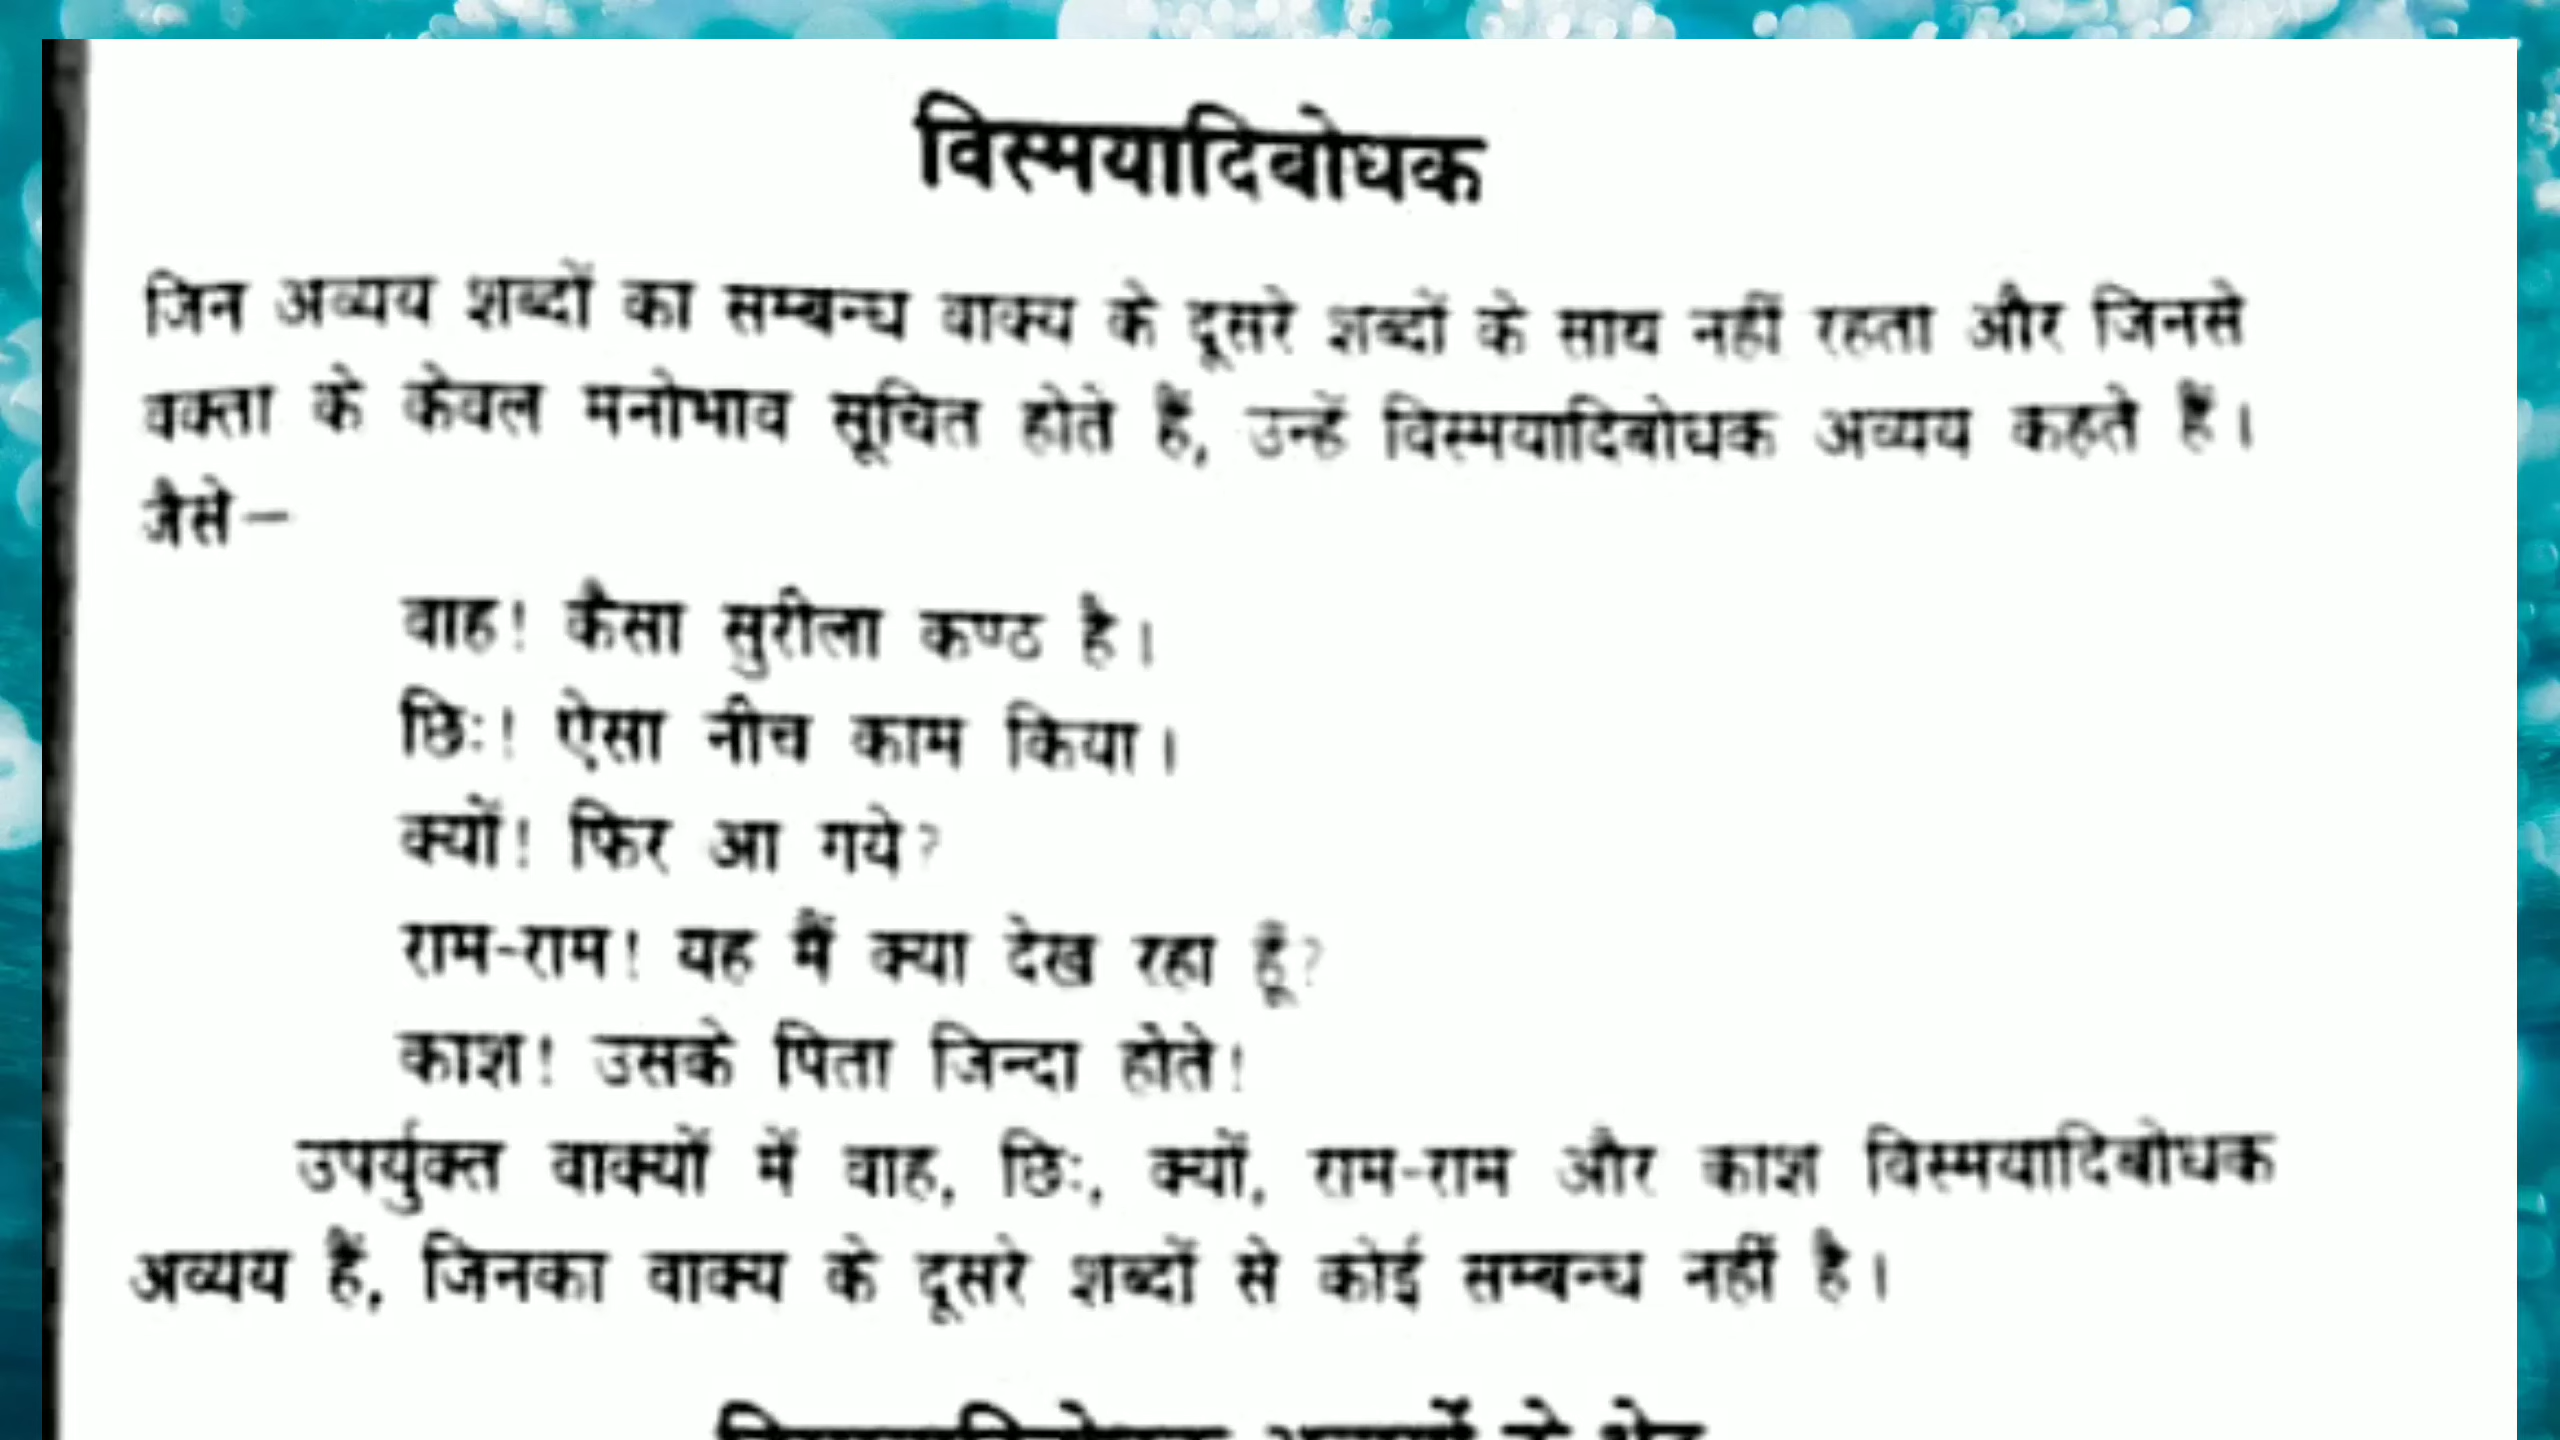 विस्मयादिबोधक
जिन अव्यय शब्दों का सम्बन्ध वाक्य के दूसरे शब्दों के साथ नहीं रहता और जिनसे
वक्ता के केवल मनोभाव सूचित होते हैं, उन्हें विस्मयादिबोधक अव्यय कहते हैं।
जैसे—
वाह! कैसा सुरीला कण्ठ है।
छिः! ऐसा नीच काम किया।
क्यों! फिर आ गये?
राम-राम! यह मैं क्या देख रहा हूँ?
काश! उसके पिता जिन्दा होते!
उपर्युक्त वाक्यों में वाह, छिः, क्यों, राम-राम और काश विस्मयादिबोधक
अव्यय हैं, जिनका वाक्य के दूसरे शब्दों से कोई सम्बन्ध नहीं है।